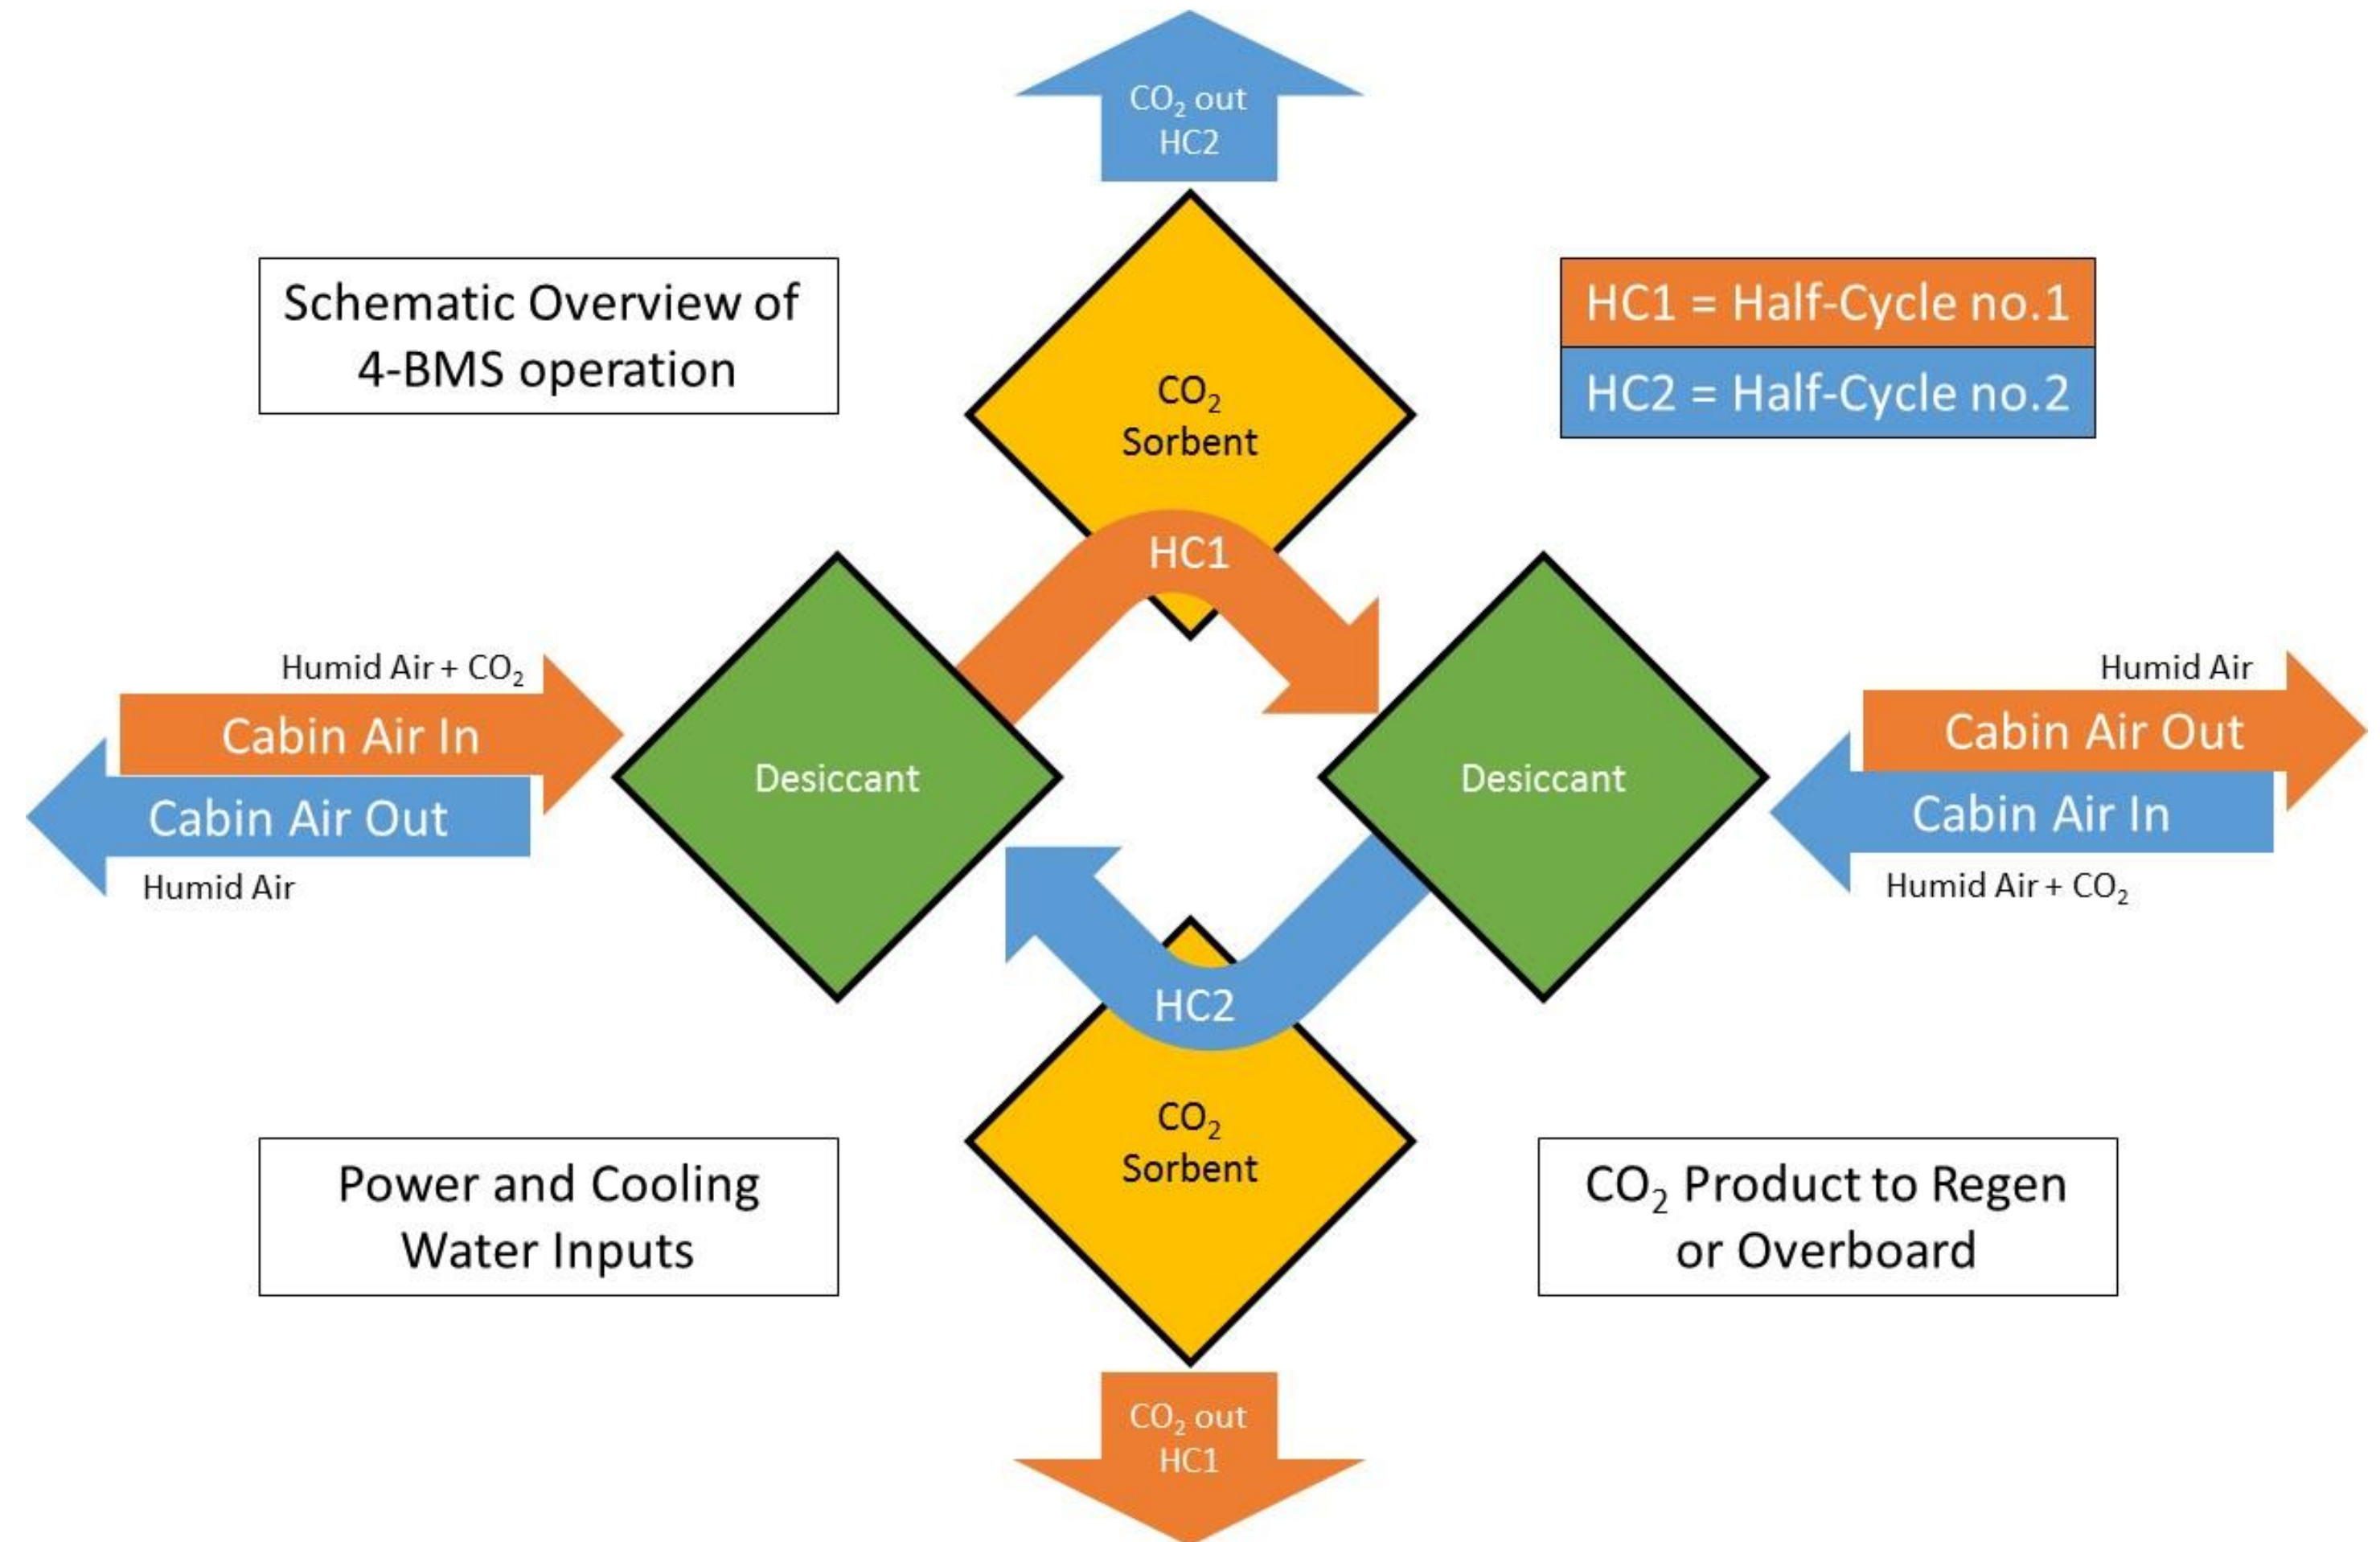 CO₂ out
HC2
Schematic Overview of
4-BMS operation
HC1 = Half-Cycle no.1
HC2 = Half-Cycle no.2
CO₂
Sorbent
HC1
Humid Air + CO₂
Cabin Air In
Cabin Air Out
Humid Air
Desiccant
Desiccant
Humid Air
Cabin Air Out
Cabin Air In
Humid Air + CO₂
HC2
CO₂
Sorbent
Power and Cooling
Water Inputs
CO₂ Product to Regen
or Overboard
CO₂ out
HC1